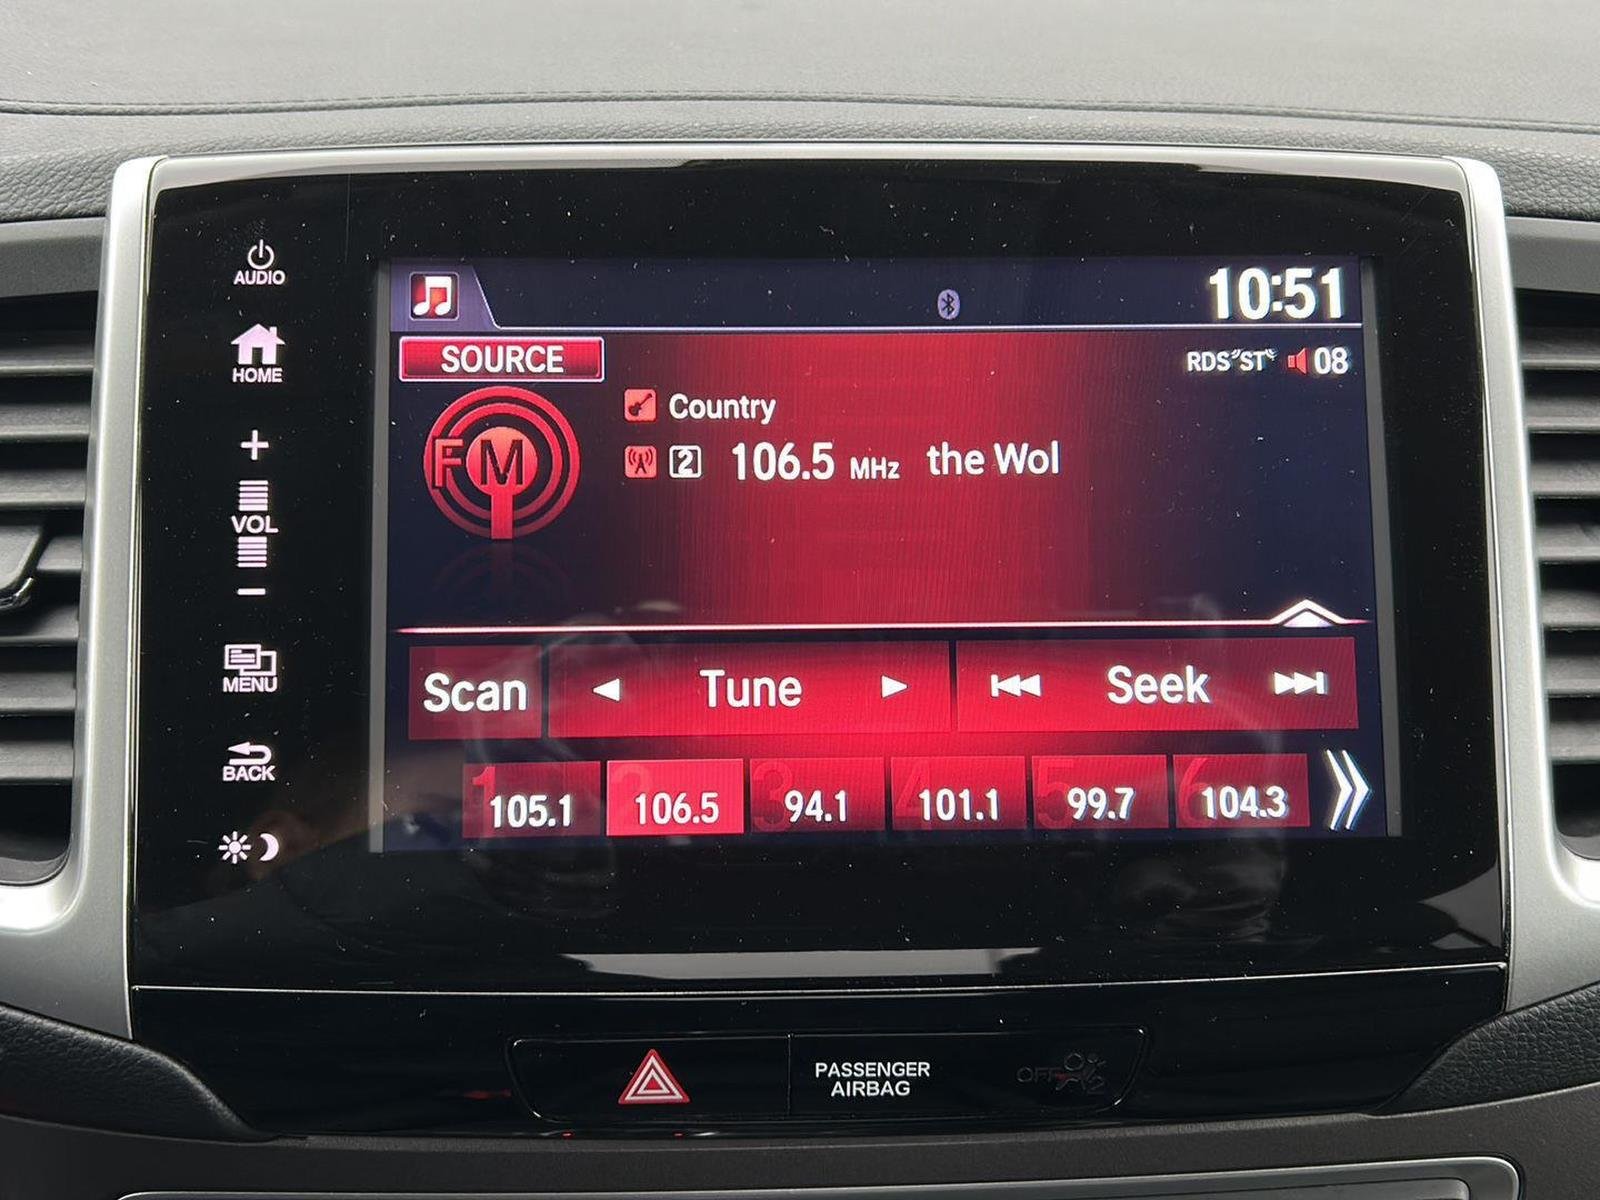 AUDIO
HOME
+
VOL
−
MENU
BACK
10:51
SOURCE
RDS ST 08
FM
Country
2 106.5 MHz the Wol
Scan Tune Seek
1 105.1 2 106.5 3 94.1 4 101.1 5 99.7 6 104.3
PASSENGER
AIRBAG
OFF